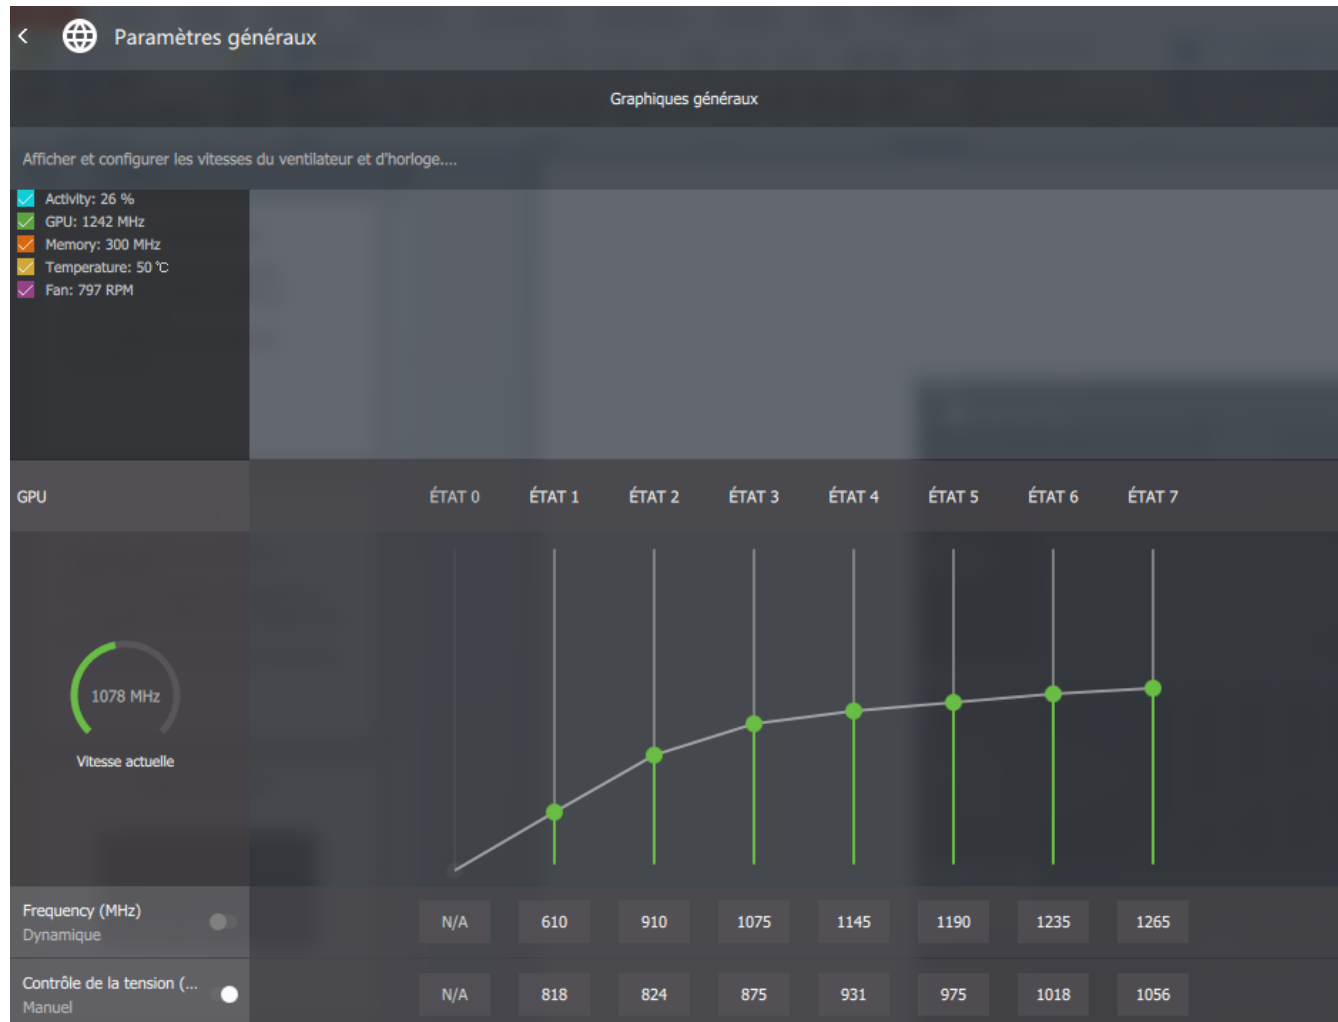 Paramètres généraux
Graphiques généraux
Afficher et configurer les vitesses du ventilateur et d'horloge....
Activity: 26 %
GPU: 1242 MHz
Memory: 300 MHz
Temperature: 50 °C
Fan: 797 RPM
GPU ÉTAT 0 ÉTAT 1 ÉTAT 2 ÉTAT 3 ÉTAT 4 ÉTAT 5 ÉTAT 6 ÉTAT 7
1078 MHz
Vitesse actuelle
Frequency (MHz)
Dynamique
N/A 610 910 1075 1145 1190 1235 1265
Contrôle de la tension (...
Manuel
N/A 818 824 875 931 975 1018 1056